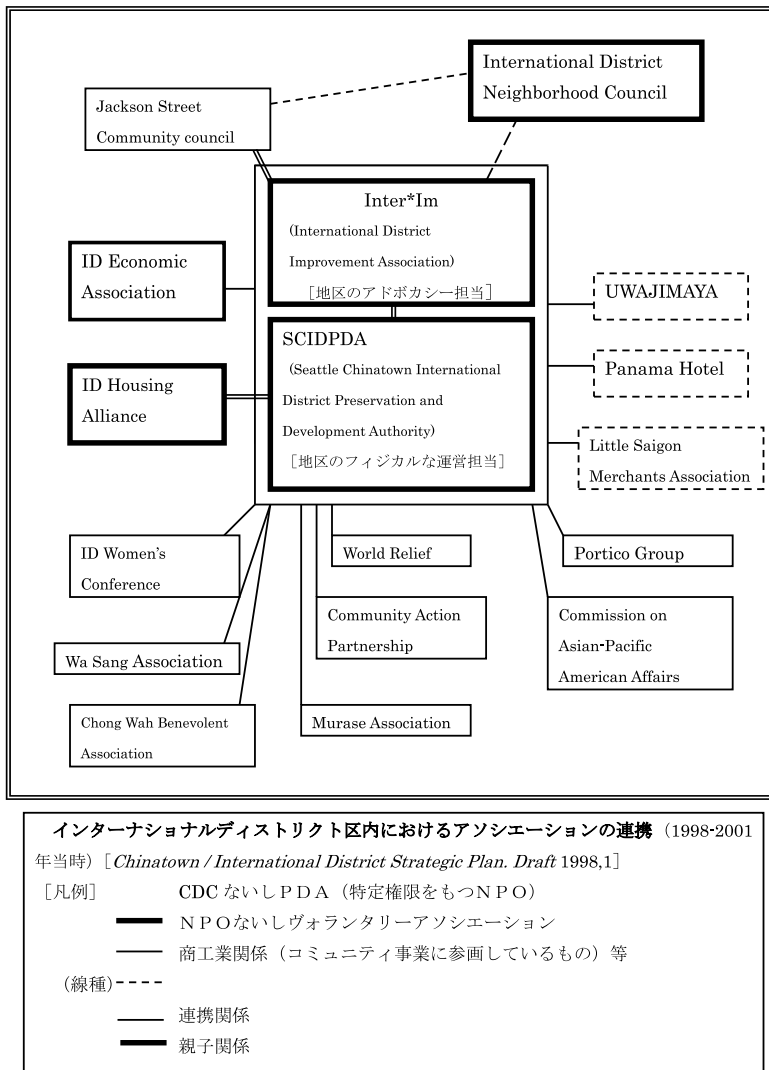 International District
Neighborhood Council
Jackson Street
Community council
Inter*Im
(International District
Improvement Association)
［地区のアドボカシー担当］
ID Economic
Association
UWAJIMAYA
SCIDPDA
(Seattle Chinatown International
District Preservation and
Development Authority)
［地区のフィジカルな運営担当］
ID Housing
Alliance
Panama Hotel
Little Saigon
Merchants Association
ID Women's
Conference
World Relief
Portico Group
Community Action
Partnership
Commission on
Asian-Pacific
American Affairs
Wa Sang Association
Chong Wah Benevolent
Association
Murase Association
インターナショナルディストリクト区内におけるアソシエーションの連携（1998-2001
年当時）［Chinatown / International District Strategic Plan. Draft 1998,1］
［凡例］ CDC ないしＰＤＡ（特定権限をもつＮＰＯ）
ＮＰＯないしヴォランタリーアソシエーション
商工業関係（コミュニティ事業に参画しているもの）等
（線種）
連携関係
親子関係